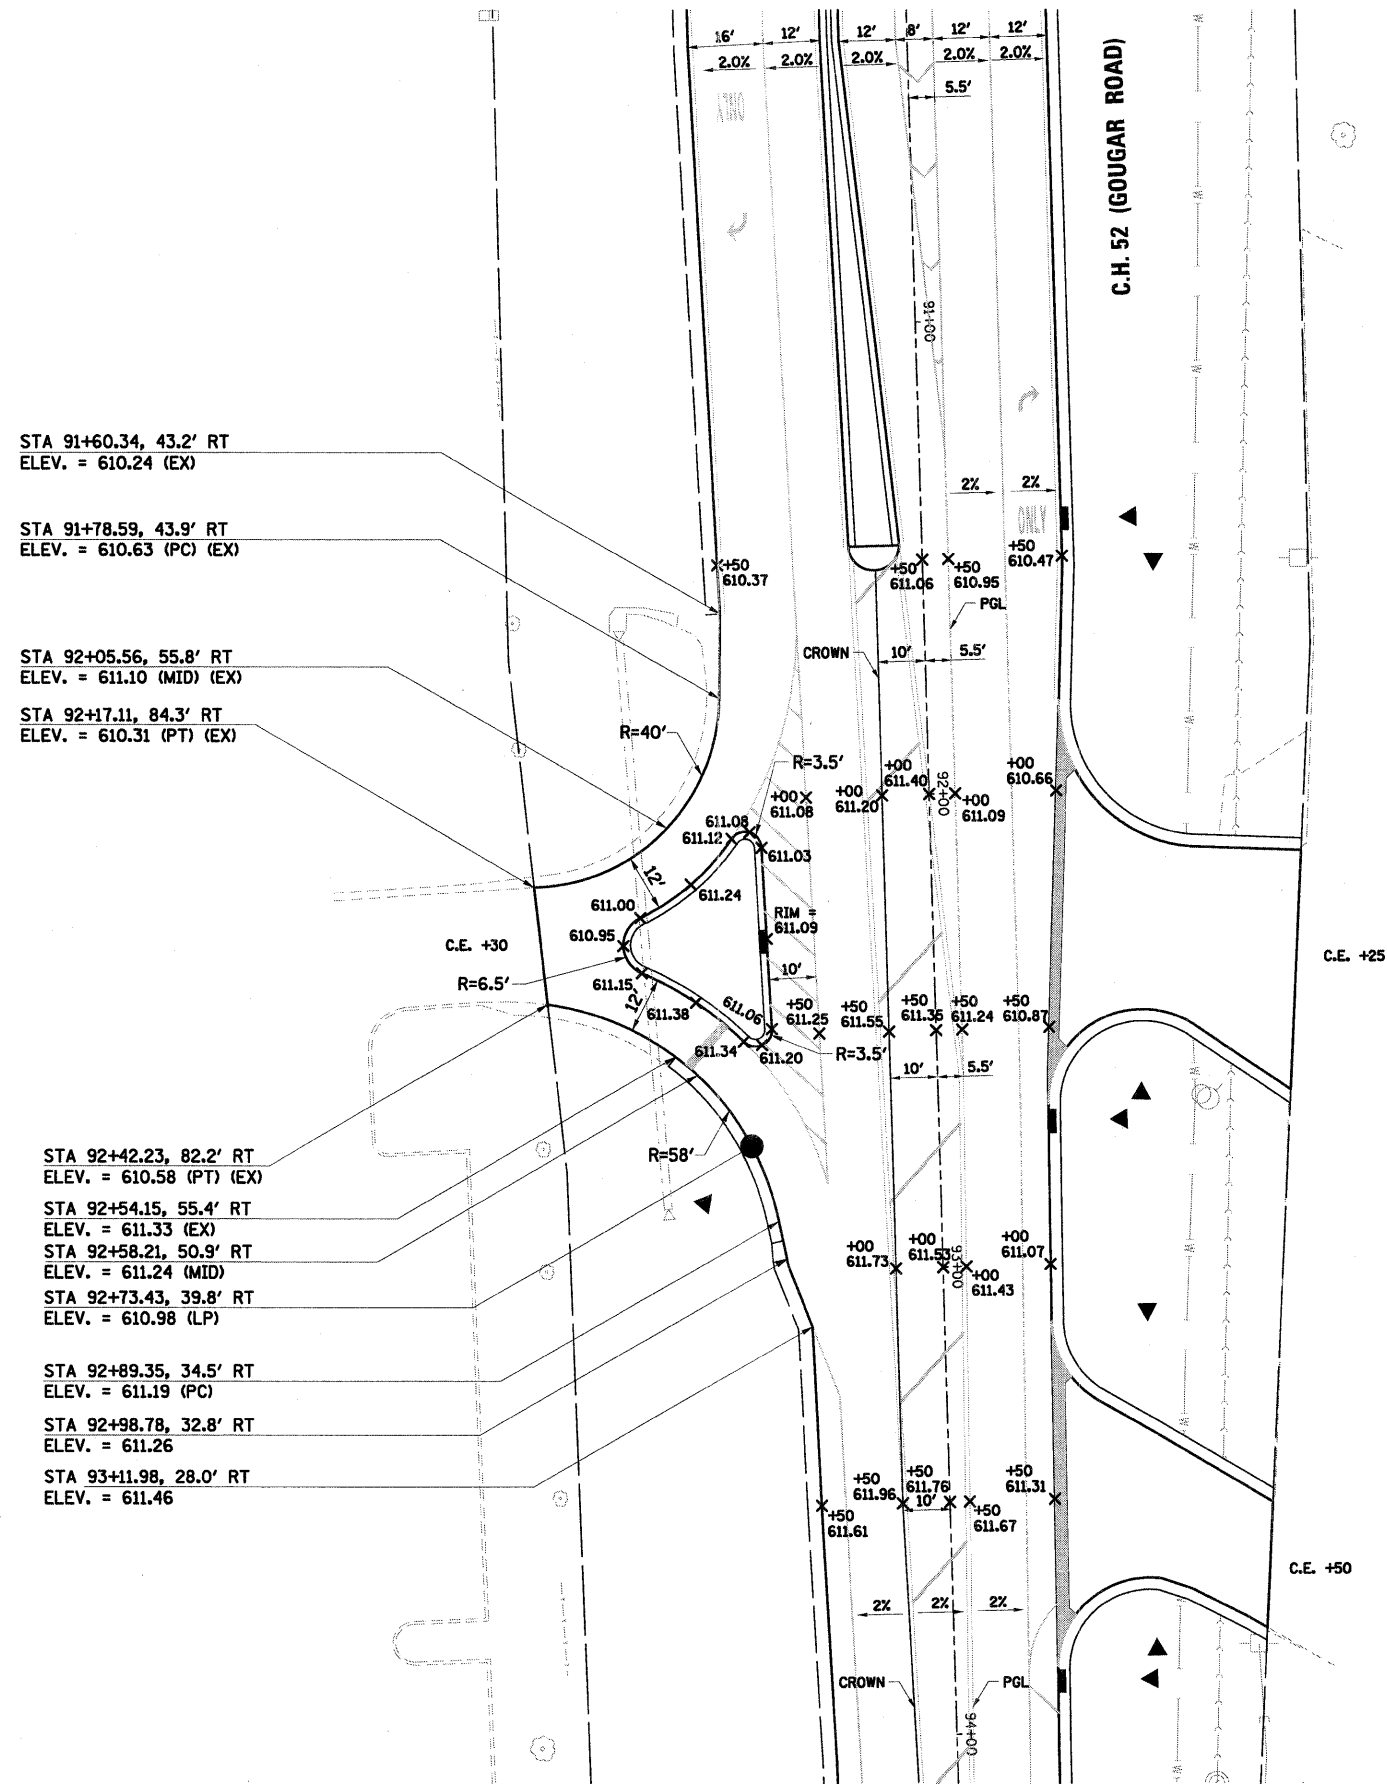 16' 12' 12' 8' 12' 12'
2.0% 2.0% 2.0% 2.0% 2.0%
5.5'
ONLY
C.H. 52 (GOUGAR ROAD)
91+00
STA 91+60.34, 43.2' RT
ELEV. = 610.24 (EX)
STA 91+78.59, 43.9' RT
ELEV. = 610.63 (PC) (EX)
STA 92+05.56, 55.8' RT
ELEV. = 611.10 (MID) (EX)
STA 92+17.11, 84.3' RT
ELEV. = 610.31 (PT) (EX)
2% 2%
ONLY
+50
610.37
+50
611.06
+50
610.95
+50
610.47
PGL
CROWN
10' 5.5'
R=40'
R=3.5'
+00
611.08
+00
611.20
+00
611.40
92+00
+00
611.09
+00
610.66
611.08
611.12
611.03
12'
611.24
611.00
610.95
RIM =
611.09
C.E. +30
R=6.5'
611.15
12'
611.38
10'
611.06
+50
611.25
+50
611.55
+50
611.35
+50
611.24
+50
610.87
C.E. +25
611.34
611.20
R=3.5'
10' 5.5'
R=58'
STA 92+42.23, 82.2' RT
ELEV. = 610.58 (PT) (EX)
STA 92+54.15, 55.4' RT
ELEV. = 611.33 (EX)
STA 92+58.21, 50.9' RT
ELEV. = 611.24 (MID)
STA 92+73.43, 39.8' RT
ELEV. = 610.98 (LP)
STA 92+89.35, 34.5' RT
ELEV. = 611.19 (PC)
STA 92+98.78, 32.8' RT
ELEV. = 611.26
STA 93+11.98, 28.0' RT
ELEV. = 611.46
+00
611.73
+00
611.53
93+00
+00
611.43
+00
611.07
+50
611.61
+50
611.96
+50
611.76
10'
+50
611.67
+50
611.31
C.E. +50
2% 2% 2%
CROWN
PGL
94+00
W
W
W
W
W
W
W
W
W